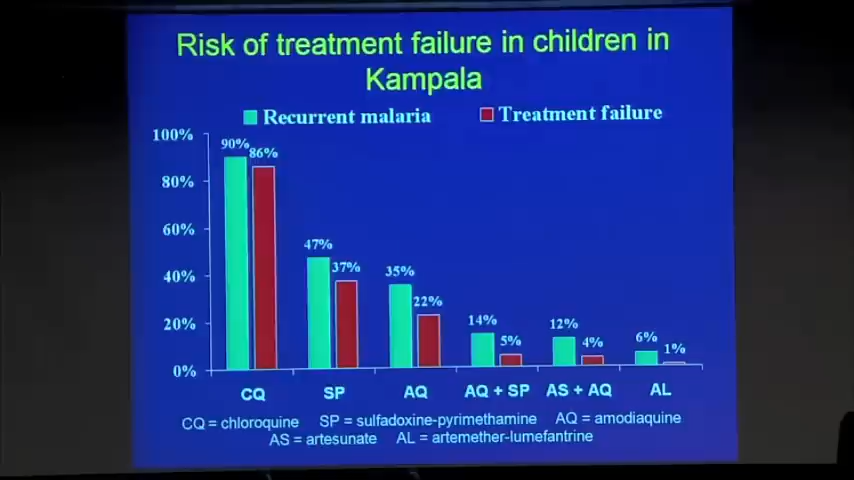 Risk of treatment failure in children in
Kampala
Recurrent malaria Treatment failure
100%
80%
60%
40%
20%
0%
90% 86%
47% 37%
35% 22%
14% 5%
12% 4%
6% 1%
CQ SP AQ AQ + SP AS + AQ AL
CQ = chloroquine SP = sulfadoxine-pyrimethamine AQ = amodiaquine
AS = artesunate AL = artemether-lumefantrine